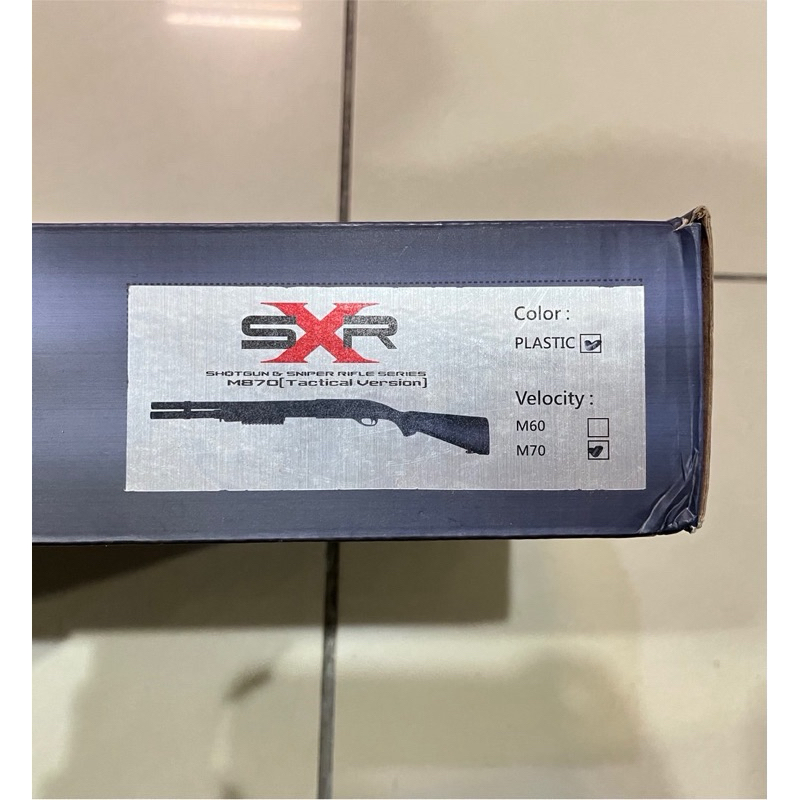 SXR
SHOTGUN & SNIPER RIFLE SERIES
M870[Tactical Version]
Color :
PLASTIC
Velocity :
M60
M70